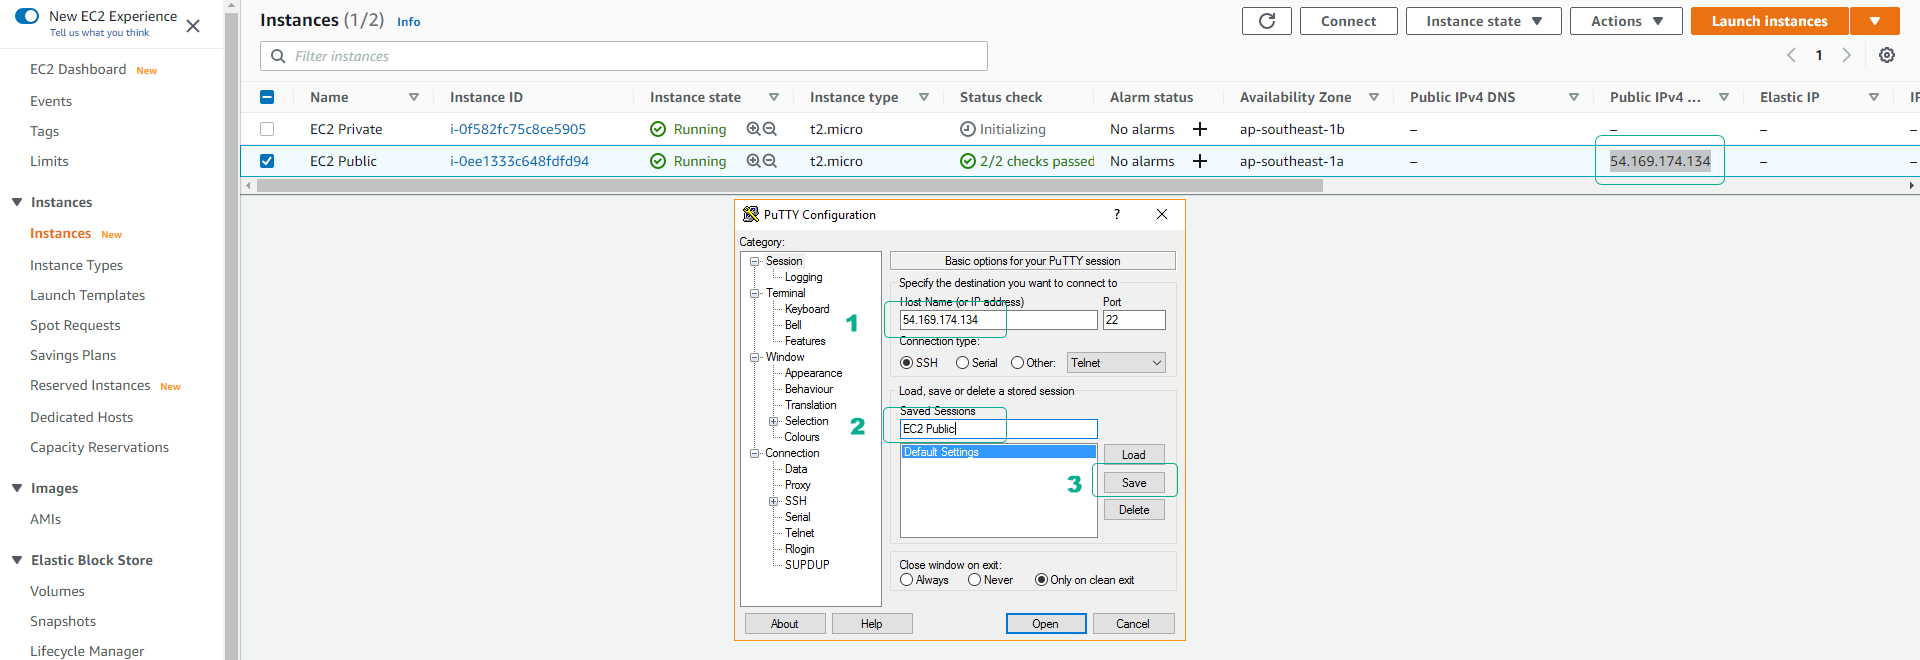 New EC2 Experience
Tell us what you think
EC2 Dashboard New
Events
Tags
Limits
Instances
Instances New
Instance Types
Launch Templates
Spot Requests
Savings Plans
Reserved Instances New
Dedicated Hosts
Capacity Reservations
Images
AMIs
Elastic Block Store
Volumes
Snapshots
Lifecycle Manager
Instances (1/2) Info
Connect
Instance state
Actions
Launch instances
Filter instances
1
Name Instance ID Instance state Instance type Status check Alarm status Availability Zone Public IPv4 DNS Public IPv4 ... Elastic IP IP
EC2 Private i-0f582fc75c8ce5905 Running t2.micro Initializing No alarms + ap-southeast-1b – – –  –
EC2 Public i-0ee1333c648fdfd94 Running t2.micro 2/2 checks passed No alarms + ap-southeast-1a – 54.169.174.134 – –
PuTTY Configuration
?
Category:
Session
Logging
Terminal
Keyboard
Bell
Features
Window
Appearance
Behaviour
Translation
Selection
Colours
Connection
Data
Proxy
SSH
Serial
Telnet
Rlogin
SUPDUP
Basic options for your PuTTY session
Specify the destination you want to connect to
Host Name (or IP address) Port
1
54.169.174.134 22
Connection type:
SSH Serial Other: Telnet
Load, save or delete a stored session
Saved Sessions
2
EC2 Public
Default Settings
Load
3
Save
Delete
Close window on exit:
Always Never Only on clean exit
About Help Open Cancel